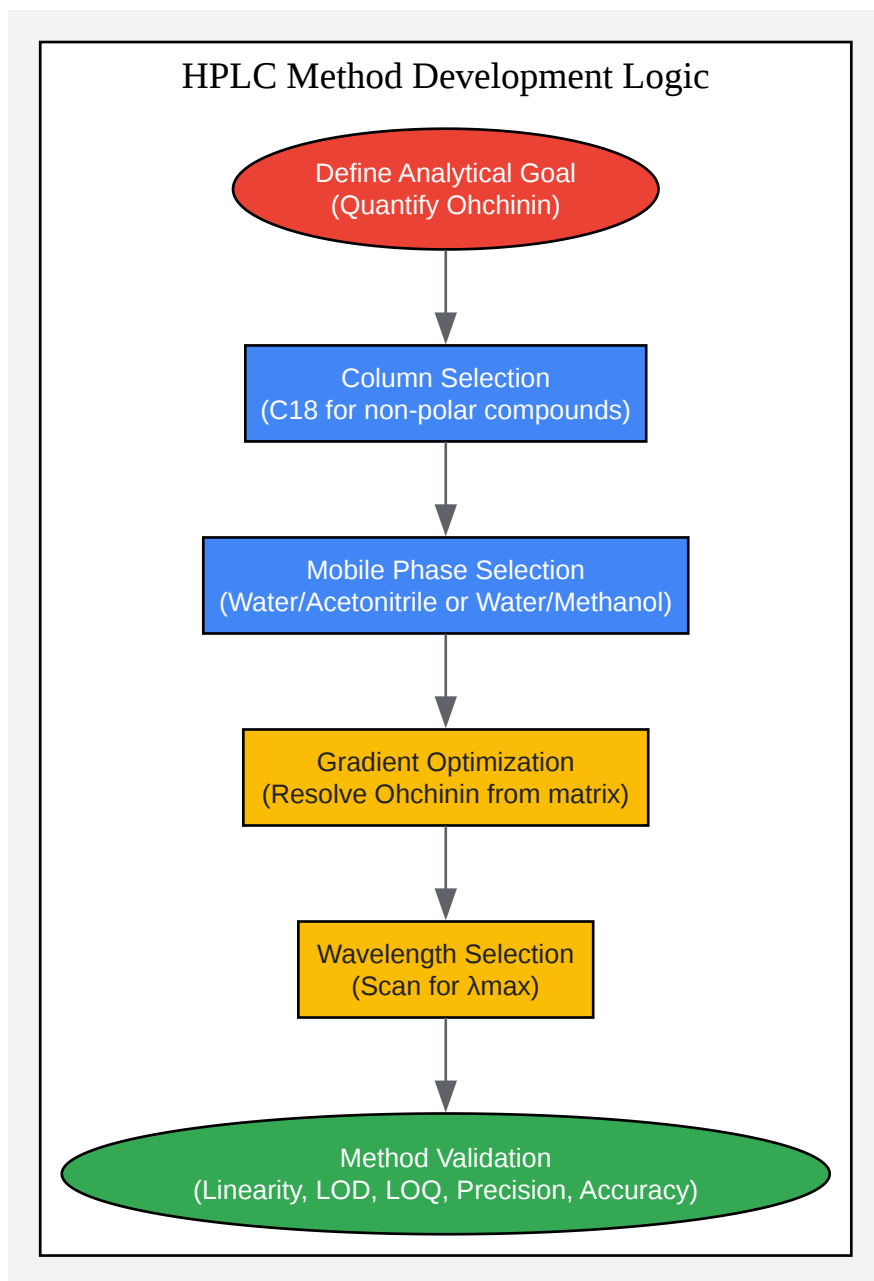 HPLC Method Development Logic
Define Analytical Goal
(Quantify Ohchinin)
Column Selection
(C18 for non-polar compounds)
Mobile Phase Selection
(Water/Acetonitrile or Water/Methanol)
Gradient Optimization
(Resolve Ohchinin from matrix)
Wavelength Selection
(Scan for λmax)
Method Validation
(Linearity, LOD, LOQ, Precision, Accuracy)